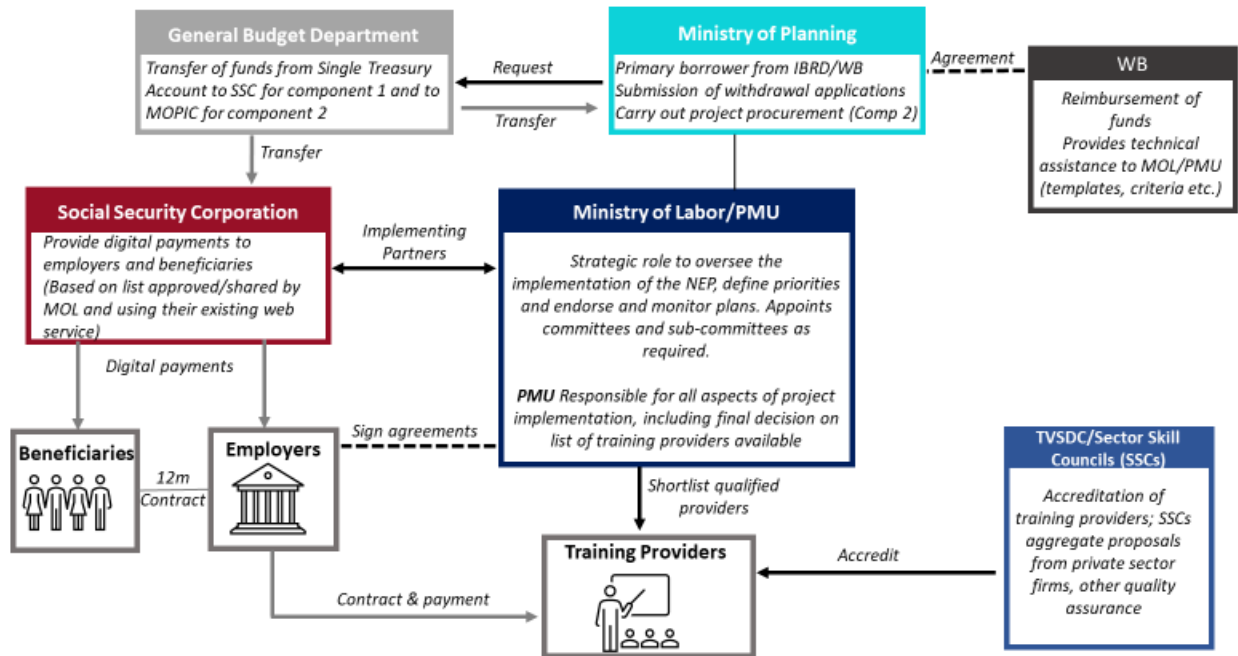 General Budget Department
Transfer of funds from Single Treasury
Account to SSC for component 1 and to
MOPIC for component 2
Request
Transfer
Ministry of Planning
Primary borrower from IBRD/WB
Submission of withdrawal applications
Carry out project procurement (Comp 2)
Agreement
WB
Reimbursement of
funds
Provides technical
assistance to MOL/PMU
(templates, criteria etc.)
Transfer
Social Security Corporation
Provide digital payments to
employers and beneficiaries
(Based on list approved/shared by
MOL and using their existing web
service)
Implementing
Partners
Ministry of Labor/PMU
Strategic role to oversee the
implementation of the NEP, define priorities
and endorse and monitor plans. Appoints
committees and sub-committees as
required.
PMU Responsible for all aspects of project
implementation, including final decision on
list of training providers available
Digital payments
Beneficiaries
12m
Contract
Employers
Sign agreements
Shortlist qualified
providers
TVSDC/Sector Skill
Councils (SSCs)
Accreditation of
training providers; SSCs
aggregate proposals
from private sector
firms, other quality
assurance
Training Providers
Accredit
Contract & payment